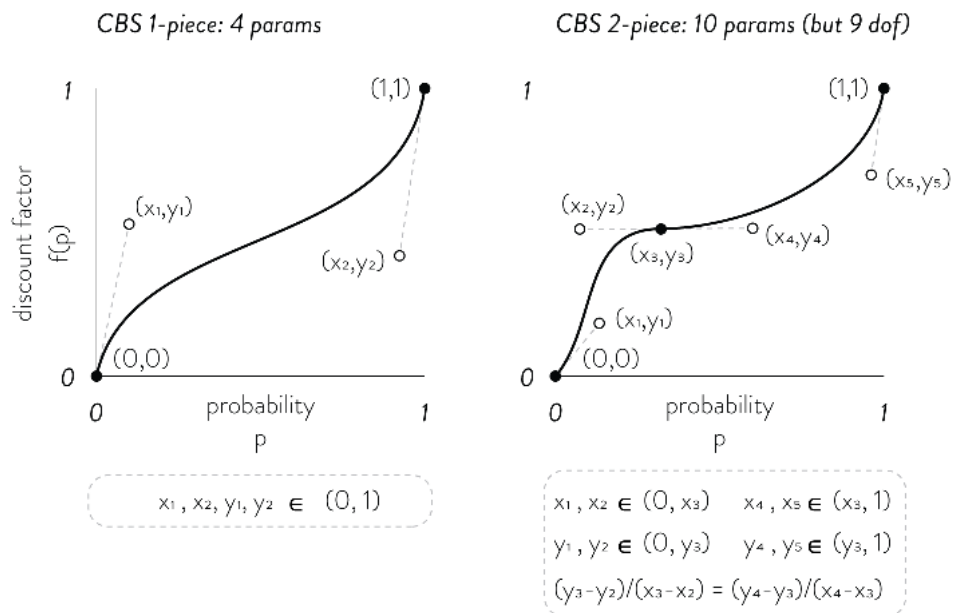 CBS 1-piece: 4 params
1
(1,1)
discount factor
f(p)
(x₁,y₁)
(x₂,y₂)
(0,0)
0
0
probability
1
p
x₁ , x₂, y₁, y₂ ∈ (0, 1)
CBS 2-piece: 10 params (but 9 dof)
1
(1,1)
(x₅,y₅)
(x₂,y₂)
(x₄,y₄)
(x₃,y₃)
(x₁,y₁)
(0,0)
0
0
probability
1
p
x₁ , x₂ ∈ (0, x₃) x₄ , x₅ ∈ (x₃, 1)
y₁ , y₂ ∈ (0, y₃) y₄ , y₅ ∈ (y₃, 1)
(y₃-y₂)/(x₃-x₂) = (y₄-y₃)/(x₄-x₃)